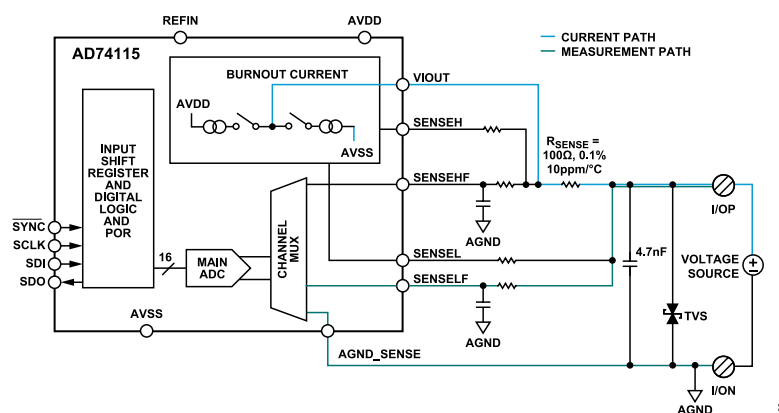 REFIN
AVDD
AD74115
CURRENT PATH
MEASUREMENT PATH
BURNOUT CURRENT
VIOUT
AVDD
AVSS
SENSEH
RSENSE =
100Ω, 0.1%
10ppm/°C
INPUT
SHIFT
REGISTER
AND
DIGITAL
LOGIC
AND
POR
SENSEHF
I/OP
AGND
SYNC
SCLK
SDI
SDO
16
MAIN
ADC
CHANNEL
MUX
SENSEL
4.7nF
VOLTAGE
SOURCE
SENSELF
TVS
AVSS
AGND
AGND_SENSE
I/ON
AGND